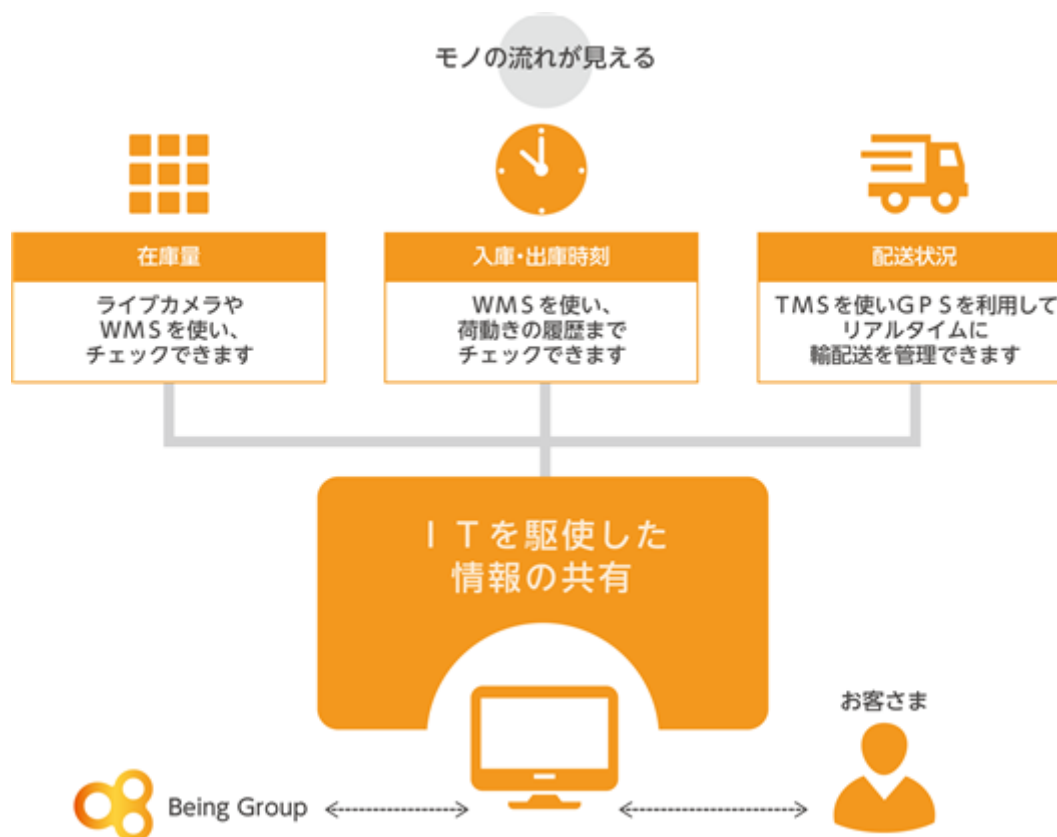 モノの流れが見える
在庫量
ライブカメラや
ＷＭＳを使い、
チェックできます
入庫・出庫時刻
ＷＭＳを使い、
荷動きの履歴まで
チェックできます
配送状況
ＴＭＳを使いＧＰＳを利用して
リアルタイムに
輸配送を管理できます
ＩＴを駆使した
情報の共有
お客さま
Being Group